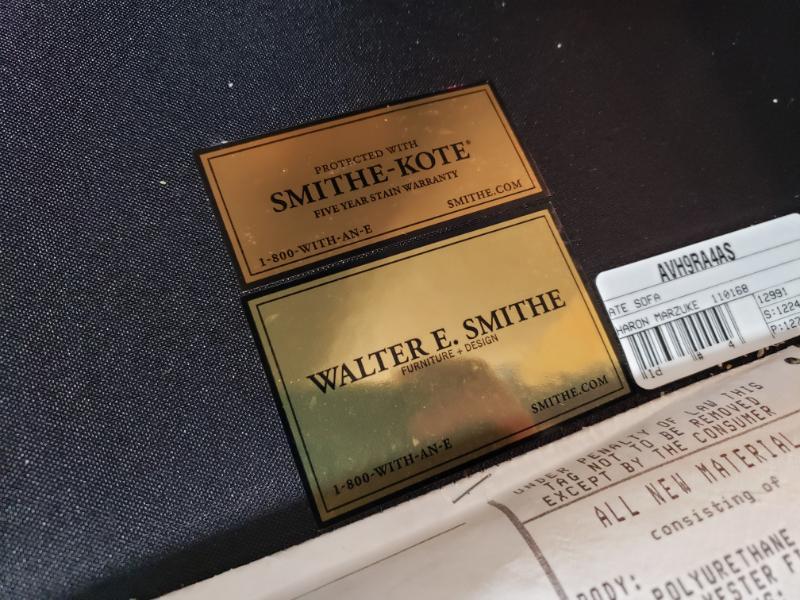 PROTECTED WITH
SMITHE-KOTE®
FIVE YEAR STAIN WARRANTY
1-800-WITH-AN-E
SMITHE.COM
WALTER E. SMITHE
FURNITURE + DESIGN
1-800-WITH-AN-E
SMITHE.COM
AVH9RA4AS
ATE SOFA
HARON MARZUKE 110168
12991
S:1224
P:127
UNDER PENALTY OF LAW THIS
TAG NOT TO BE REMOVED
EXCEPT BY THE CONSUMER
ALL NEW MATERIAL
consisting of
BODY:
POLYURETHANE